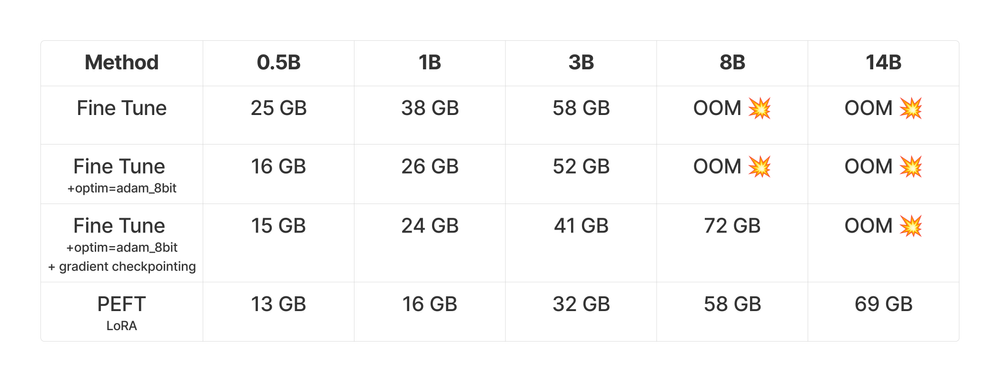 Method 0.5B 1B 3B 8B 14B
Fine Tune 25 GB 38 GB 58 GB OOM 💥 OOM 💥
Fine Tune 16 GB 26 GB 52 GB OOM 💥 OOM 💥
+optim=adam_8bit
Fine Tune 15 GB 24 GB 41 GB 72 GB OOM 💥
+optim=adam_8bit
+ gradient checkpointing
PEFT 13 GB 16 GB 32 GB 58 GB 69 GB
LoRA